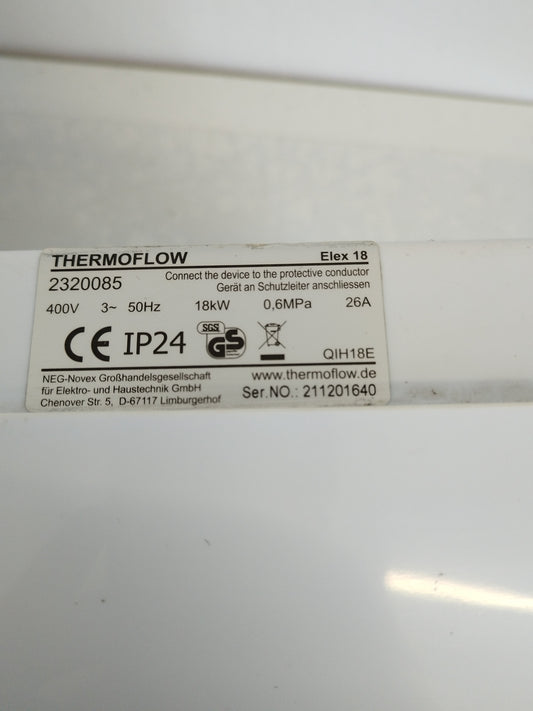 THERMOFLOW Elex 18
2320085 Connect the device to the protective conductor
Gerät an Schutzleiter anschliessen
400V 3~ 50Hz 18kW 0,6MPa 26A
CE IP24 SGS GS
QIH18E
NEG-Novex Großhandelsgesellschaft
für Elektro- und Haustechnik GmbH
Chenover Str. 5, D-67117 Limburgerhof
www.thermoflow.de
Ser.NO.: 211201640